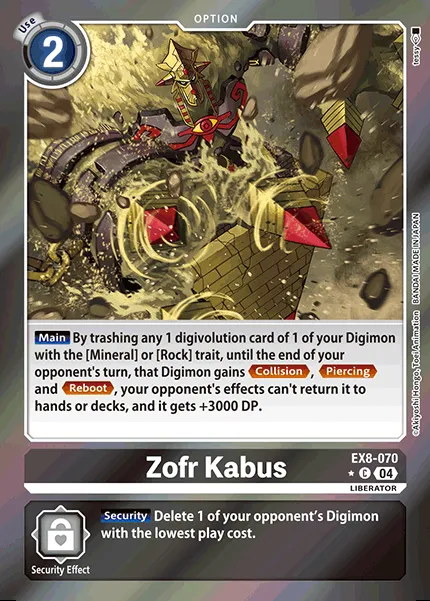 OPTION
Use
2
tessy
[Main] By trashing any 1 digivolution card of 1 of your Digimon
with the [Mineral] or [Rock] trait, until the end of your
opponent's turn, that Digimon gains Collision, Piercing
and Reboot, your opponent's effects can't return it to
hands or decks, and it gets +3000 DP.
©Akiyoshi Hongo, Toei Animation BANDAI MADE IN JAPAN
Zofr Kabus
EX8-070
C 04
LIBERATOR
Security Delete 1 of your opponent's Digimon
with the lowest play cost.
Security Effect